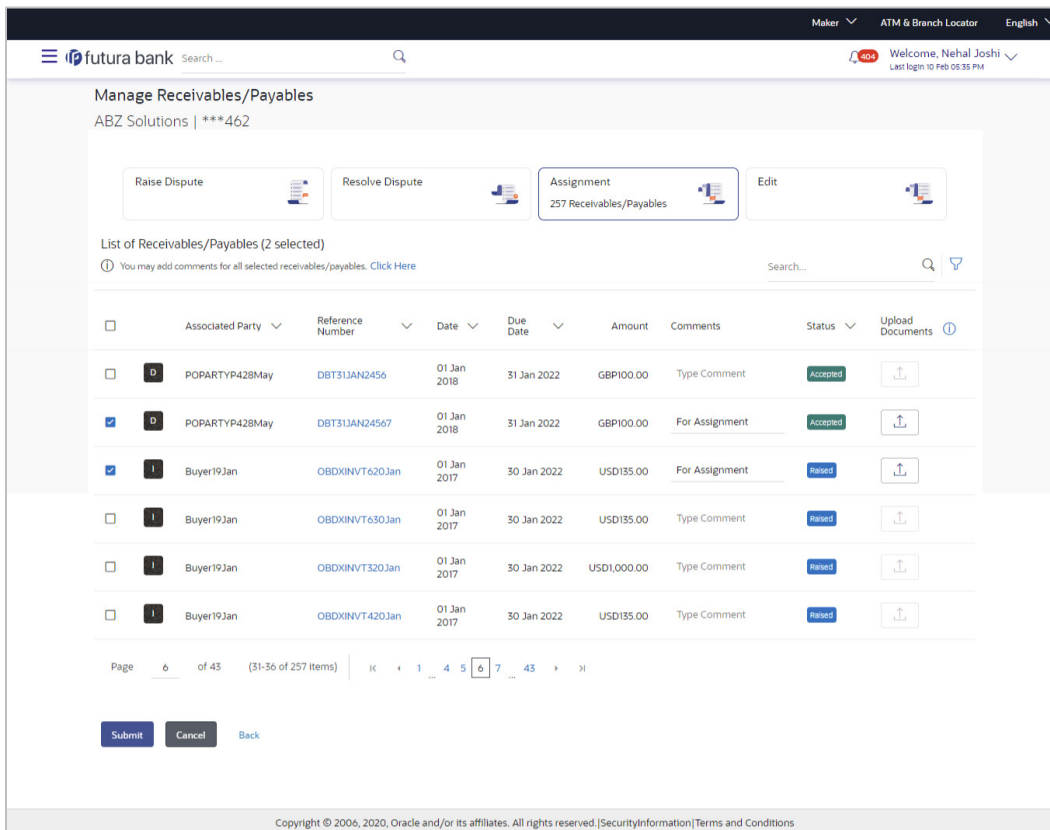 Maker ATM & Branch Locator English
futura bank Search ... 404 Welcome, Nehal Joshi
Last login 10 Feb 05:35 PM
Manage Receivables/Payables
ABZ Solutions | ***462
Raise Dispute Resolve Dispute Assignment Edit
257 Receivables/Payables
List of Receivables/Payables (2 selected)
You may add comments for all selected receivables/payables. Click Here Search...
Associated Party Reference Number Date Due Date Amount Comments Status Upload Documents
D POPARTYP428May DBT31JAN2456 01 Jan 2018 31 Jan 2022 GBP100.00 Type Comment Accepted
D POPARTYP428May DBT31JAN24567 01 Jan 2018 31 Jan 2022 GBP100.00 For Assignment Accepted
I Buyer19Jan OBDXINVT620Jan 01 Jan 2017 30 Jan 2022 USD135.00 For Assignment Raised
I Buyer19Jan OBDXINVT630Jan 01 Jan 2017 30 Jan 2022 USD135.00 Type Comment Raised
I Buyer19Jan OBDXINVT320Jan 01 Jan 2017 30 Jan 2022 USD1,000.00 Type Comment Raised
I Buyer19Jan OBDXINVT420Jan 01 Jan 2017 30 Jan 2022 USD135.00 Type Comment Raised
Page 6 of 43 (31-36 of 257 items) 1 ... 4 5 6 7 ... 43
Submit Cancel Back
Copyright © 2006, 2020, Oracle and/or its affiliates. All rights reserved.|SecurityInformation|Terms and Conditions